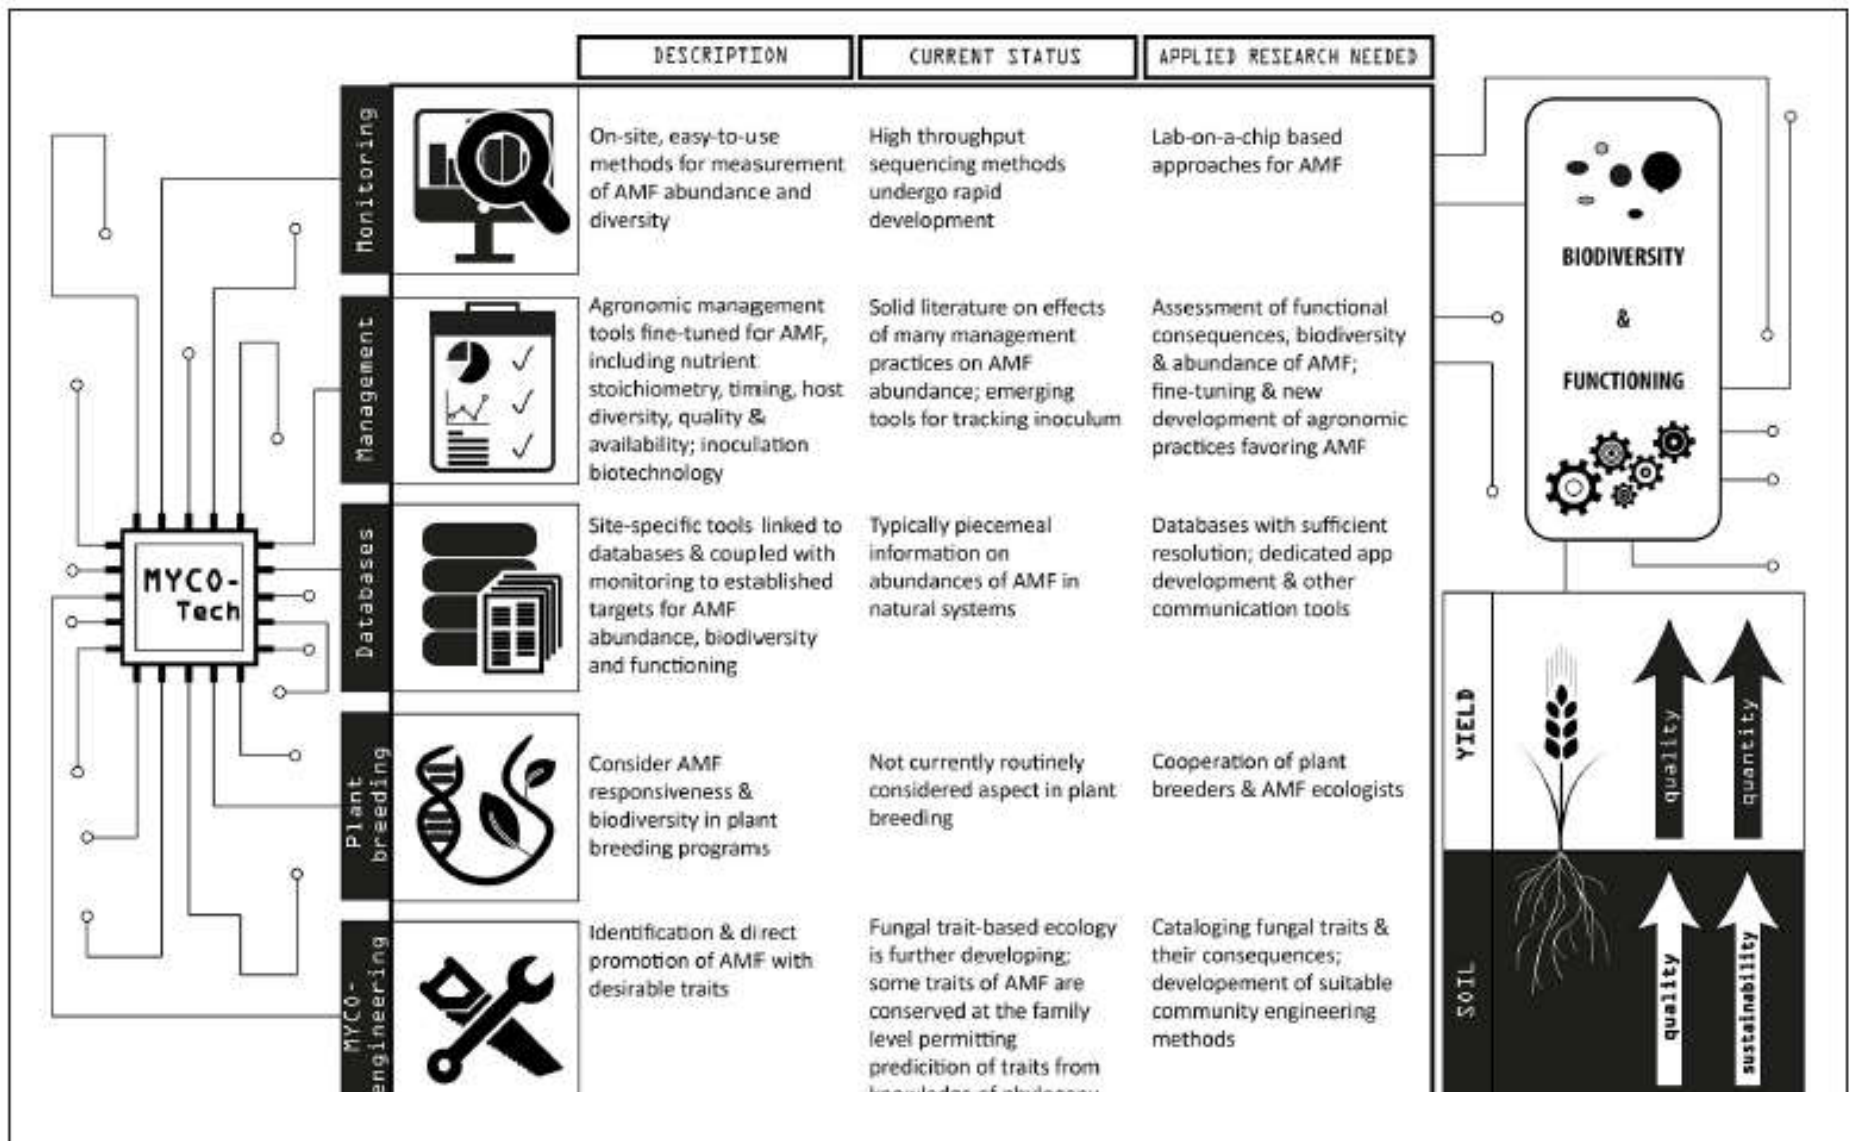 DESCRIPTION
CURRENT STATUS
APPLIED RESEARCH NEEDED
Monitoring
On-site, easy-to-use
methods for measurement
of AMF abundance and
diversity
High throughput
sequencing methods
undergo rapid
development
Lab-on-a-chip based
approaches for AMF
Management
Agronomic management
tools fine-tuned for AMF,
including nutrient
stoichiometry, timing, host
diversity, quality &
availability; inoculation
biotechnology
Solid literature on effects
of many management
practices on AMF
abundance; emerging
tools for tracking inoculum
Assessment of functional
consequences, biodiversity
& abundance of AMF;
fine-tuning & new
development of agronomic
practices favoring AMF
Databases
Site-specific tools linked to
databases & coupled with
monitoring to established
targets for AMF
abundance, biodiversity
and functioning
Typically piecemeal
information on
abundances of AMF in
natural systems
Databases with sufficient
resolution; dedicated app
development & other
communication tools
Plant
breeding
Consider AMF
responsiveness &
biodiversity in plant
breeding programs
Not currently routinely
considered aspect in plant
breeding
Cooperation of plant
breeders & AMF ecologists
MYCO-
engineering
Identification & direct
promotion of AMF with
desirable traits
Fungal trait-based ecology
is further developing;
some traits of AMF are
conserved at the family
level permitting
predicition of traits from
Cataloging fungal traits &
their consequences;
developement of suitable
community engineering
methods
MYCO-
Tech
BIODIVERSITY
&
FUNCTIONING
YIELD
quality
quantity
SOIL
quality
sustainability